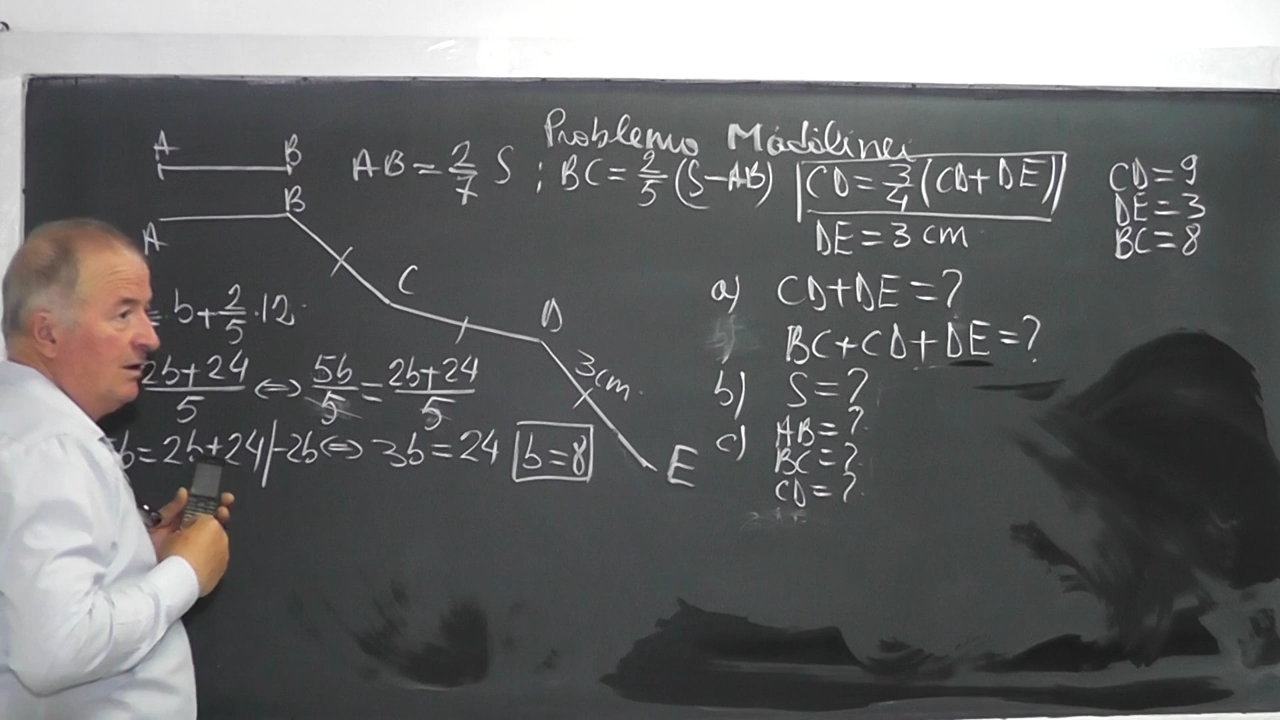 Problema Mădălinei
A B AB = 2/7 S ; BC = 2/5 (S-AB) CD = 3/4 (CD + DE)
DE = 3 cm
CD = 9
DE = 3
BC = 8
A B C D E
3 cm
= b + 2/5 · 12
2b+24/5 ⇔ 5b/5 = 2b+24/5
b = 2b+24 | -2b ⇔ 3b = 24 b = 8
a) CD+DE = ?
BC+CD+DE = ?
b) S = ?
c) AB = ?
BC = ?
CD = ?